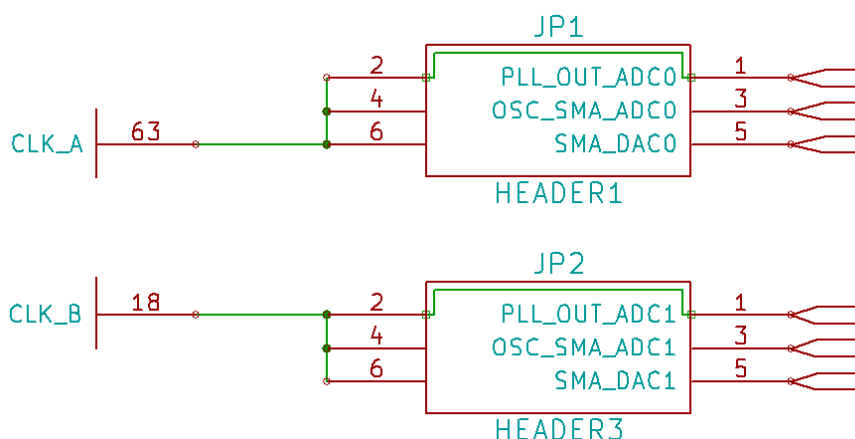 JP1
2 PLL_OUT_ADC0 1
4 OSC_SMA_ADC0 3
CLK_A 63 6 SMA_DAC0 5
HEADER1
JP2
CLK_B 18 2 PLL_OUT_ADC1 1
4 OSC_SMA_ADC1 3
6 SMA_DAC1 5
HEADER3